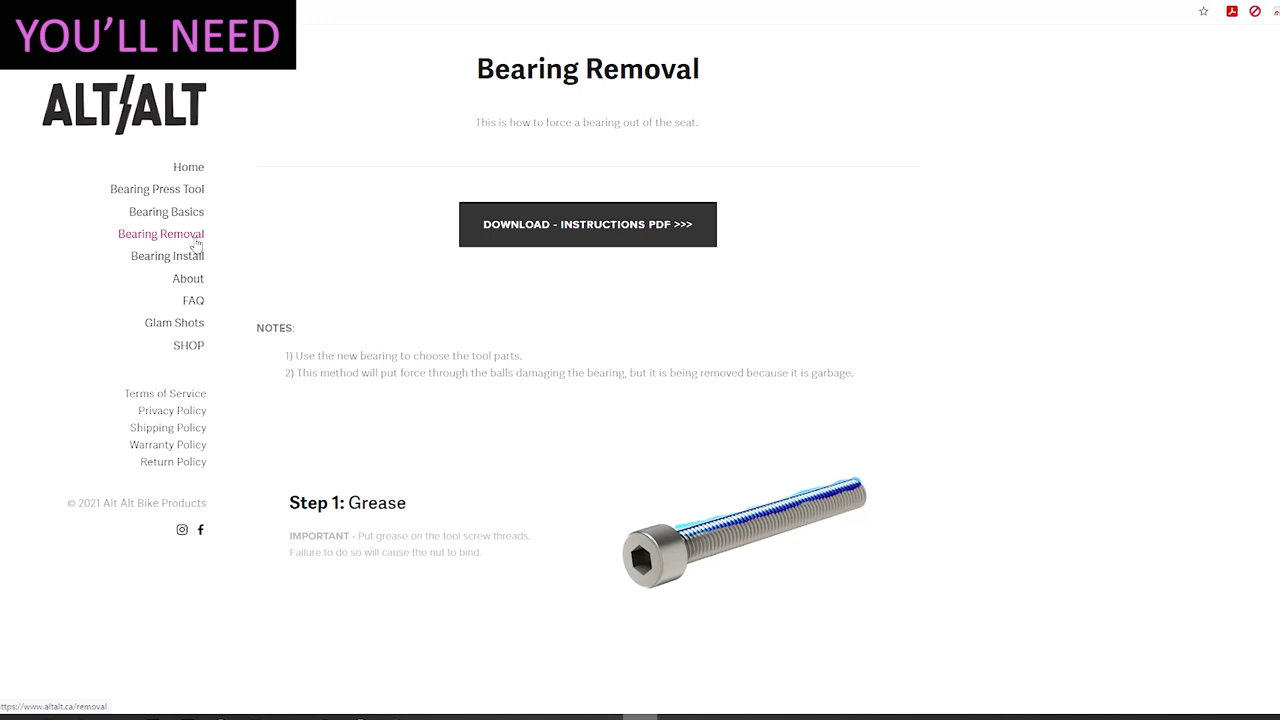 YOU'LL NEED
ALT/ALT
Home
Bearing Press Tool
Bearing Basics
Bearing Removal
Bearing Install
About
FAQ
Glam Shots
SHOP
Terms of Service
Privacy Policy
Shipping Policy
Warranty Policy
Return Policy
© 2021 Alt Alt Bike Products
Bearing Removal
This is how to force a bearing out of the seat.
DOWNLOAD - INSTRUCTIONS PDF >>>
NOTES:
1) Use the new bearing to choose the tool parts.
2) This method will put force through the balls damaging the bearing, but it is being removed because it is garbage.
Step 1: Grease
IMPORTANT - Put grease on the tool screw threads.
Failure to do so will cause the nut to bind.
ttps://www.altalt.ca/removal